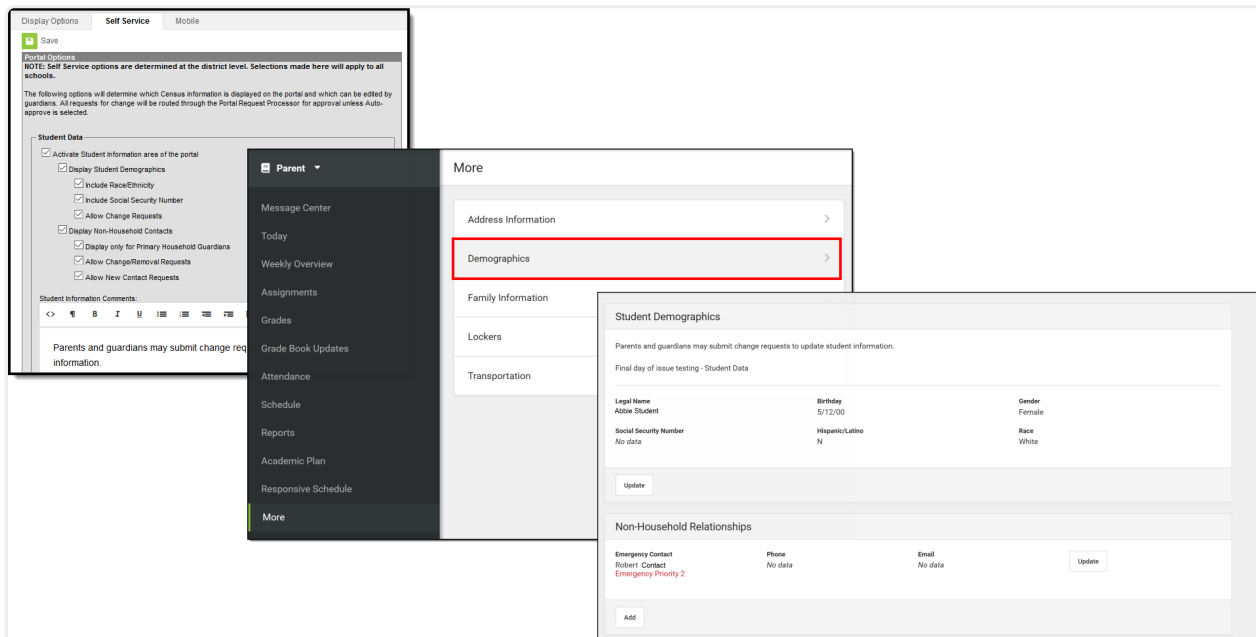 Display Options
Self Service
Mobile
Save
Portal Options
NOTE: Self Service options are determined at the district level. Selections made here will apply to all
schools.
The following options will determine which Census information is displayed on the portal and which can be edited by
guardians. All requests for change will be routed through the Portal Request Processor for approval unless Auto-
approve is selected.
Student Data
Activate Student Information area of the portal
Display Student Demographics
Include Race/Ethnicity
Include Social Security Number
Allow Change Requests
Display Non-Household Contacts
Display only for Primary Household Guardians
Allow Change/Removal Requests
Allow New Contact Requests
Student Information Comments:
<> ¶ B I U
Parents and guardians may submit change req
information.
Parent
Message Center
Today
Weekly Overview
Assignments
Grades
Grade Book Updates
Attendance
Schedule
Reports
Academic Plan
Responsive Schedule
More
More
Address Information
Demographics
Family Information
Lockers
Transportation
Student Demographics
Parents and guardians may submit change requests to update student information.
Final day of issue testing - Student Data
Legal Name Birthday Gender
Abbie Student 5/12/00 Female
Social Security Number Hispanic/Latino Race
No data N White
Update
Non-Household Relationships
Emergency Contact Phone Email
Robert Contact No data No data Update
Emergency Priority 2
Add